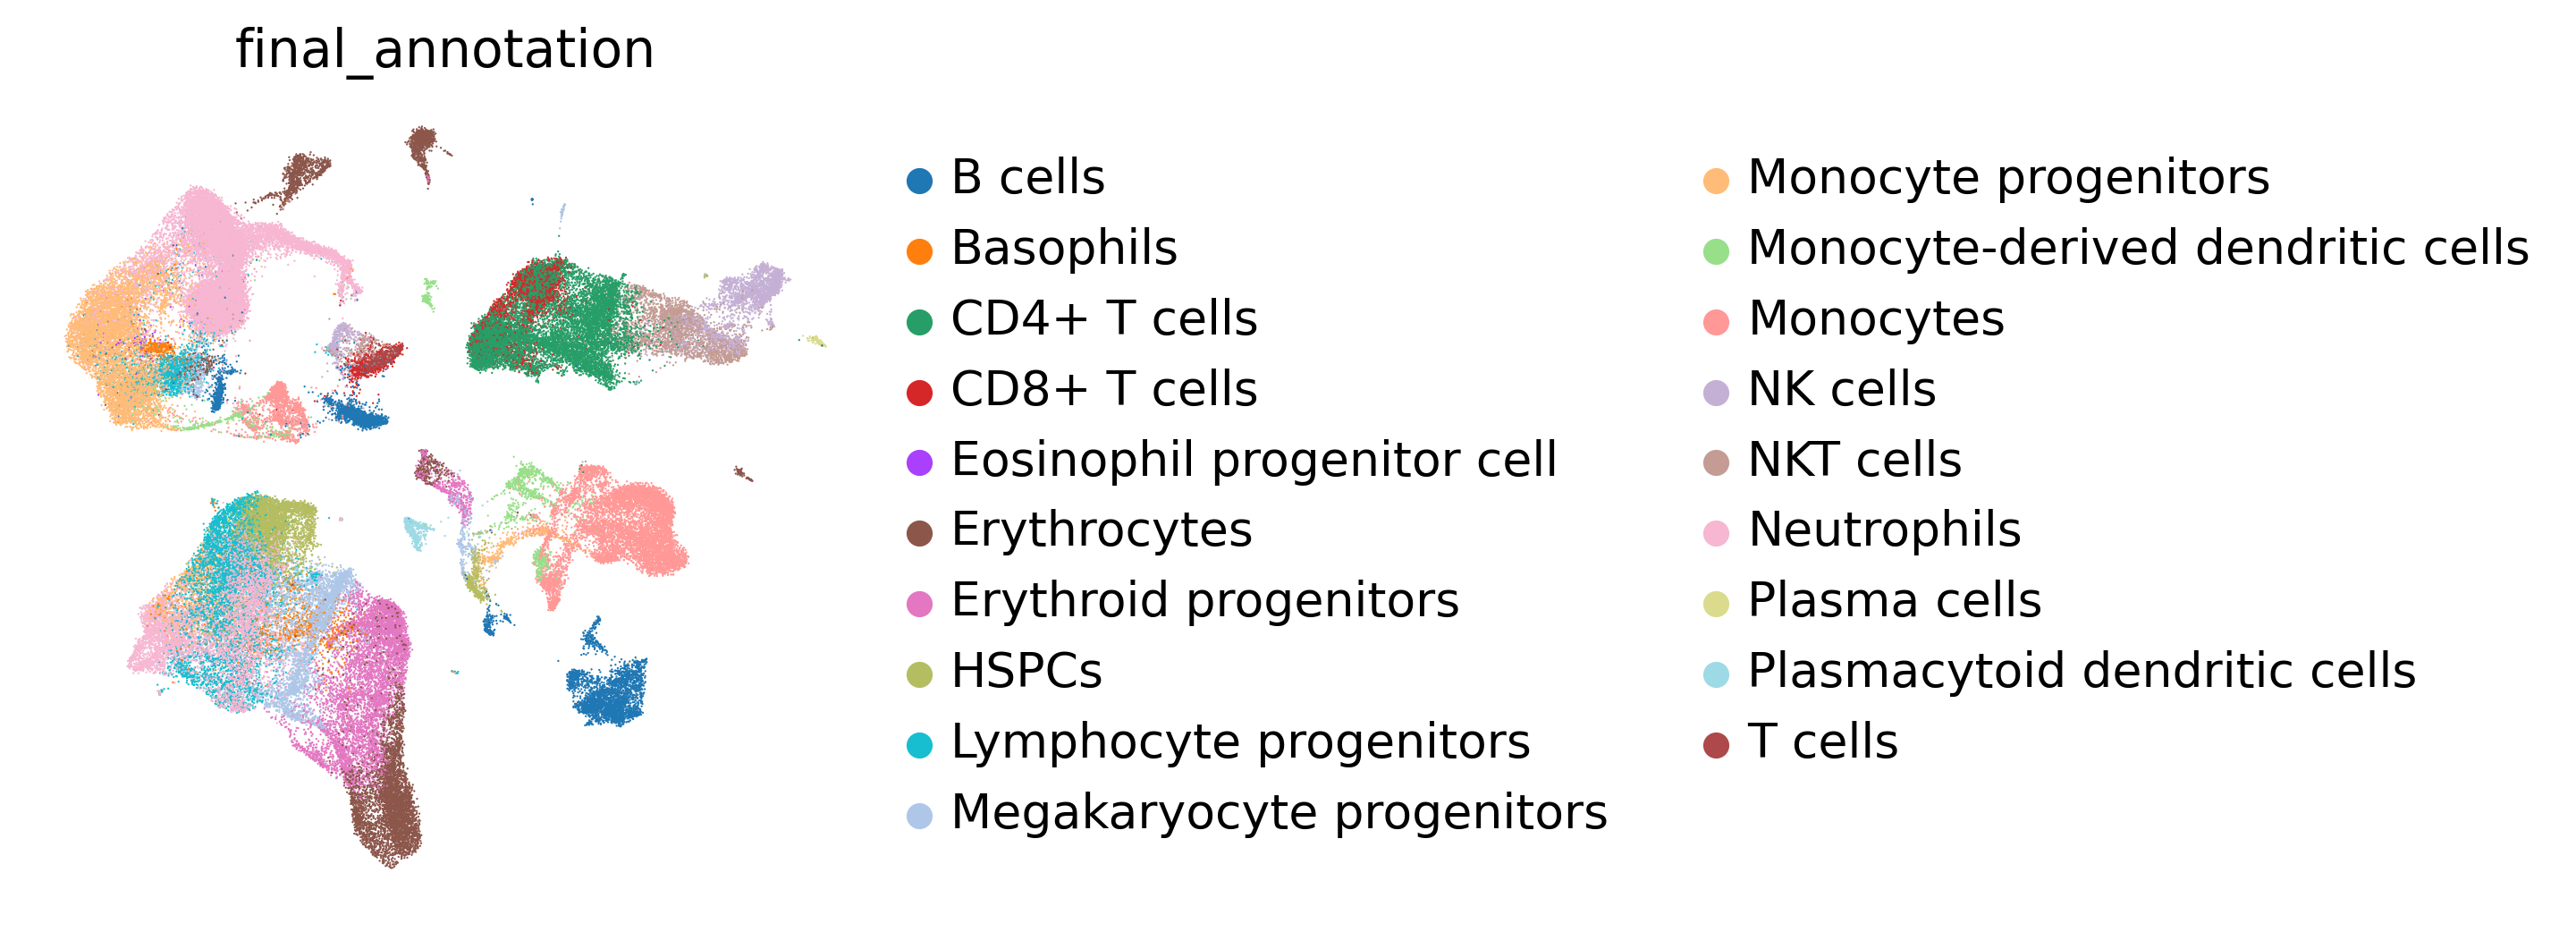 final_annotation
B cells
Basophils
CD4+ T cells
CD8+ T cells
Eosinophil progenitor cell
Erythrocytes
Erythroid progenitors
HSPCs
Lymphocyte progenitors
Megakaryocyte progenitors
Monocyte progenitors
Monocyte-derived dendritic cells
Monocytes
NK cells
NKT cells
Neutrophils
Plasma cells
Plasmacytoid dendritic cells
T cells